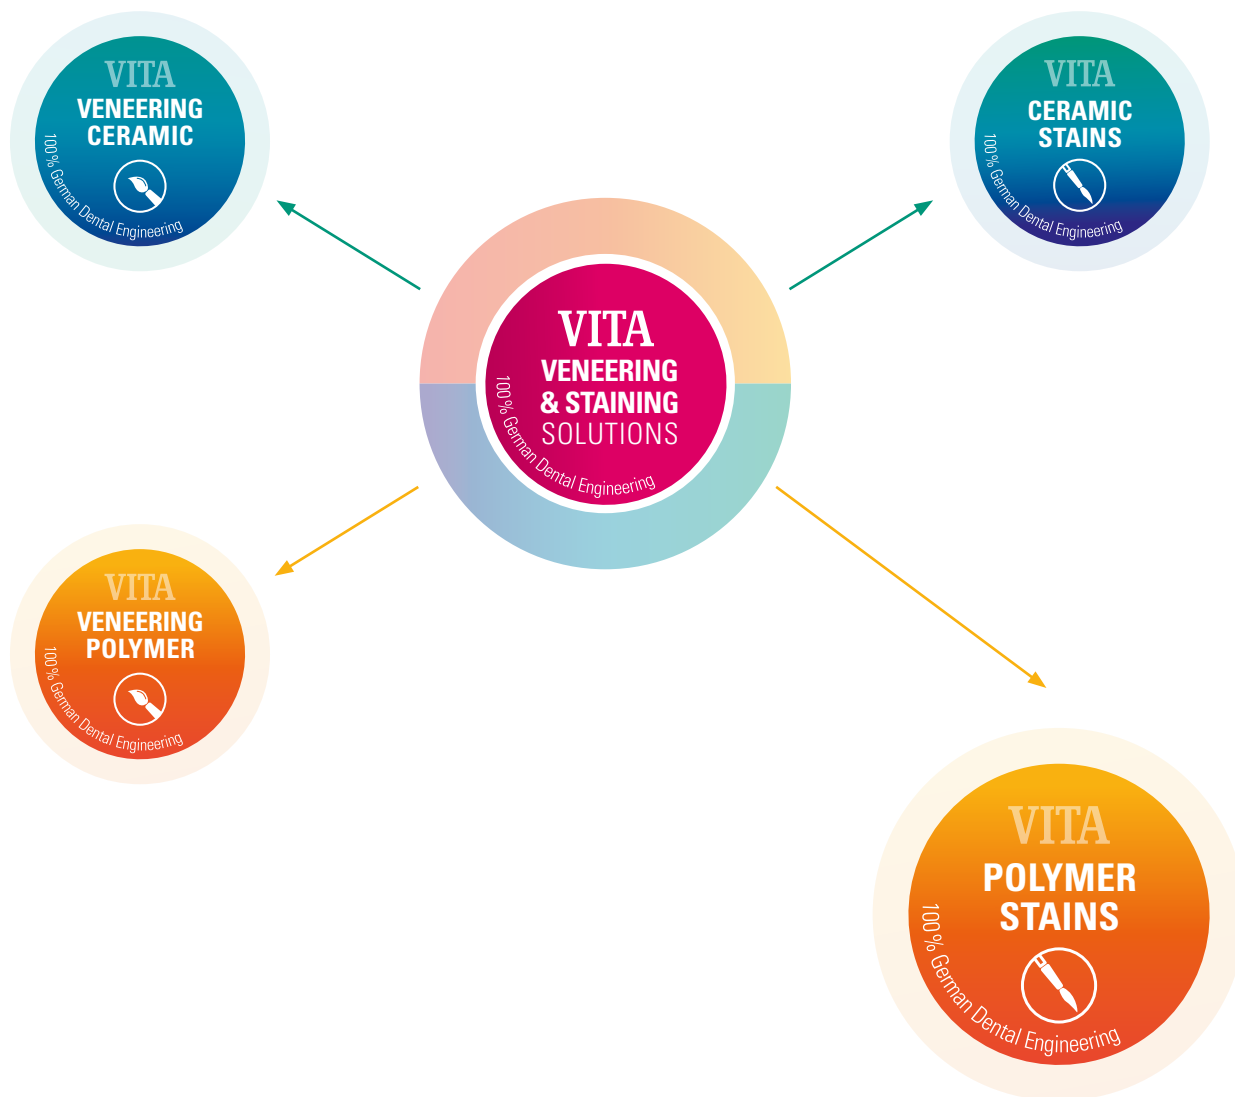 VITA
VENEERING
CERAMIC
100% German Dental Engineering
VITA
CERAMIC
STAINS
100% German Dental Engineering
VITA
VENEERING
& STAINING
SOLUTIONS
100% German Dental Engineering
VITA
VENEERING
POLYMER
100% German Dental Engineering
VITA
POLYMER
STAINS
100% German Dental Engineering